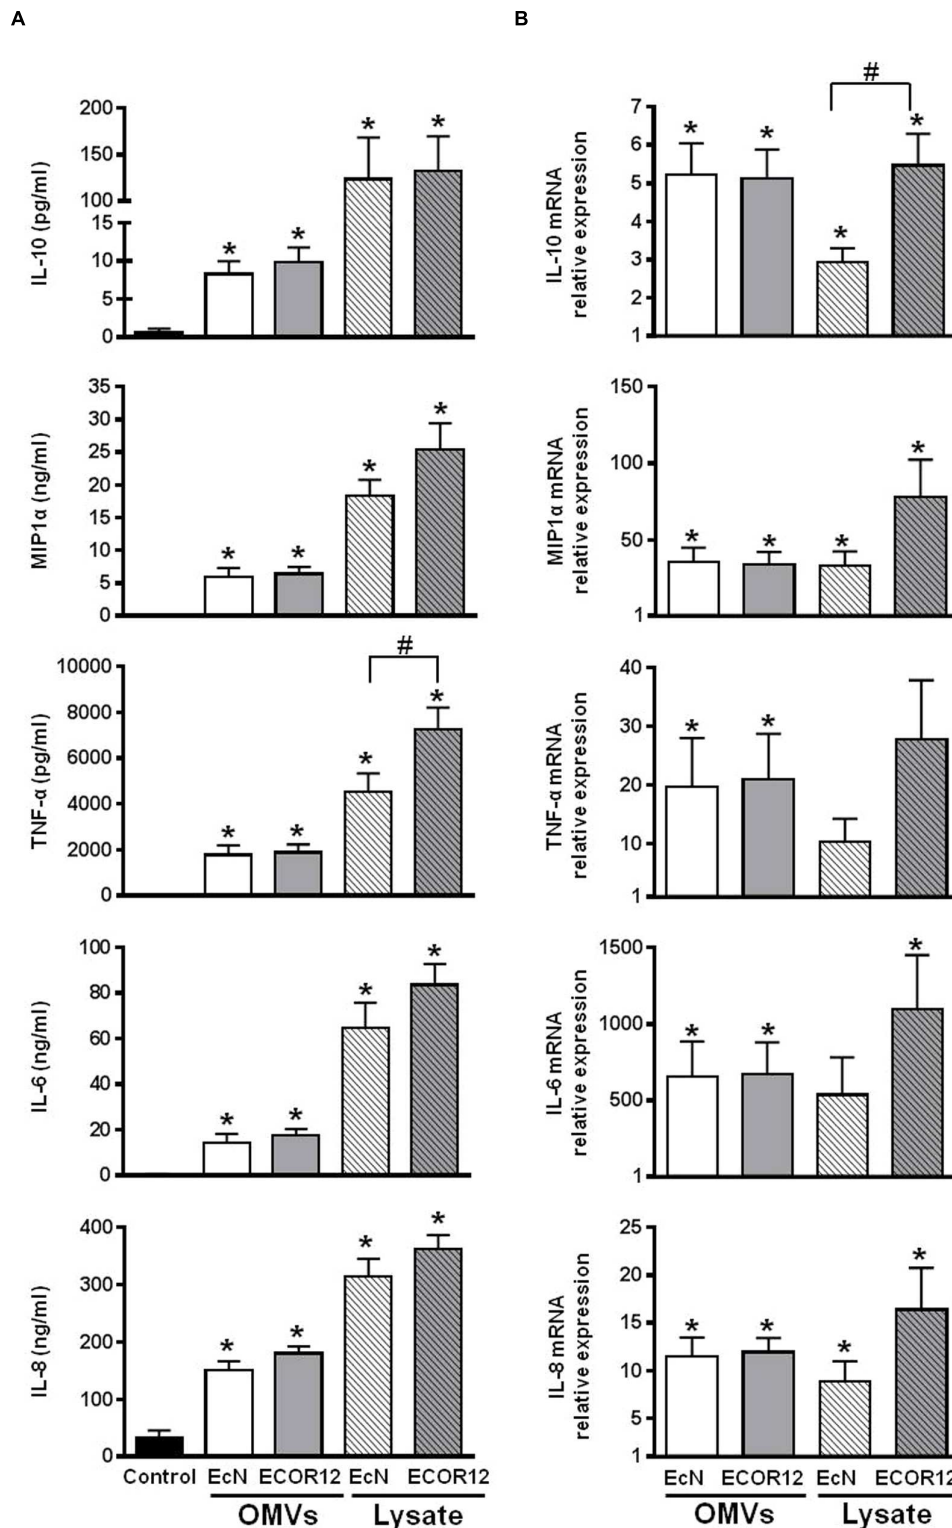 A
B
#
200
150
100
15
10
5
0
IL-10 (pg/ml)
* * * *
7
6
5
4
3
2
1
IL-10 mRNA
relative expression
* * * *
35
30
25
20
15
10
5
0
MIP1α (ng/ml)
* * * *
150
100
50
1
MIP1α mRNA
relative expression
* * * *
#
10000
8000
6000
4000
2000
0
TNF-α (pg/ml)
* * * *
40
30
20
10
1
TNF-α mRNA
relative expression
* *
100
80
60
40
20
0
IL-6 (ng/ml)
* * * *
1500
1000
500
1
IL-6 mRNA
relative expression
* * *
400
300
200
100
0
IL-8 (ng/ml)
* * * *
25
20
15
10
5
1
IL-8 mRNA
relative expression
* * * *
Control EcN ECOR12 EcN ECOR12
OMVs Lysate
EcN ECOR12 EcN ECOR12
OMVs Lysate